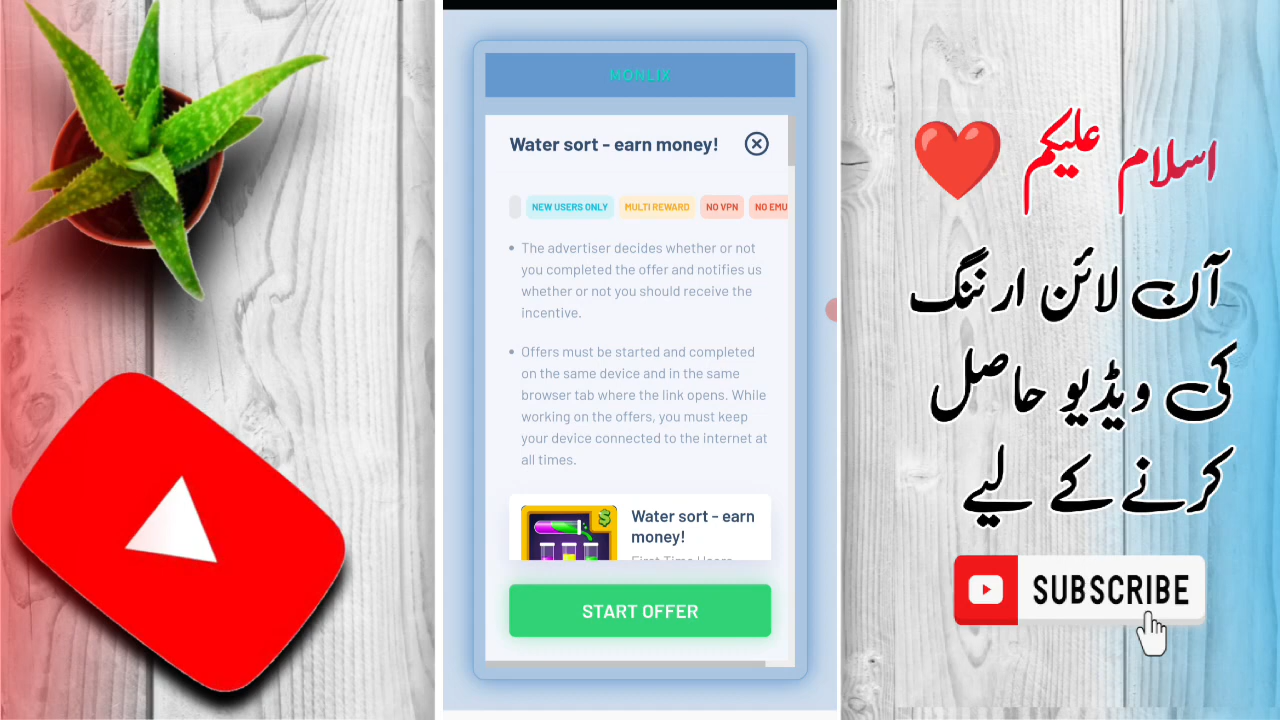 MONLIX
Water sort - earn money!
NEW USERS ONLY MULTI REWARD NO VPN NO EMU
• The advertiser decides whether or not
you completed the offer and notifies us
whether or not you should receive the
incentive.
• Offers must be started and completed
on the same device and in the same
browser tab where the link opens. While
working on the offers, you must keep
your device connected to the internet at
all times.
Water sort - earn
money!
First Time Users
START OFFER
اسلام علیکم
آن لائن ارننگ
کی ویڈیو حاصل
کرنے کے لیے
SUBSCRIBE